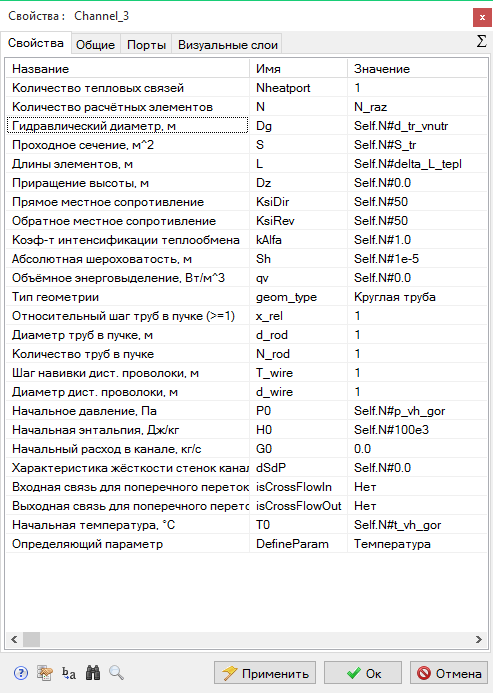 Свойства : Channel_3
x
Свойства Общие Порты Визуальные слои Σ
Название Имя Значение
Количество тепловых связей Nheatport 1
Количество расчётных элементов N N_raz
Гидравлический диаметр, м Dg Self.N#d_tr_vnutr
Проходное сечение, м^2 S Self.N#S_tr
Длины элементов, м L Self.N#delta_L_tepl
Приращение высоты, м Dz Self.N#0.0
Прямое местное сопротивление KsiDir Self.N#50
Обратное местное сопротивление KsiRev Self.N#50
Коэф-т интенсификации теплообмена kAlfa Self.N#1.0
Абсолютная шероховатость, м Sh Self.N#1e-5
Объёмное энерговыделение, Вт/м^3 qv Self.N#0.0
Тип геометрии geom_type Круглая труба
Относительный шаг труб в пучке (>=1) x_rel 1
Диаметр труб в пучке, м d_rod 1
Количество труб в пучке N_rod 1
Шаг навивки дист. проволоки, м T_wire 1
Диаметр дист. проволоки, м d_wire 1
Начальное давление, Па P0 Self.N#p_vh_gor
Начальная энтальпия, Дж/кг H0 Self.N#100e3
Начальный расход в канале, кг/с G0 0.0
Характеристика жёсткости стенок канал dSdP Self.N#0.0
Входная связь для поперечного переток isCrossFlowIn Нет
Выходная связь для поперечного перето isCrossFlowOut Нет
Начальная температура, °C T0 Self.N#t_vh_gor
Определяющий параметр DefineParam Температура
? ba Применить Ок Отмена